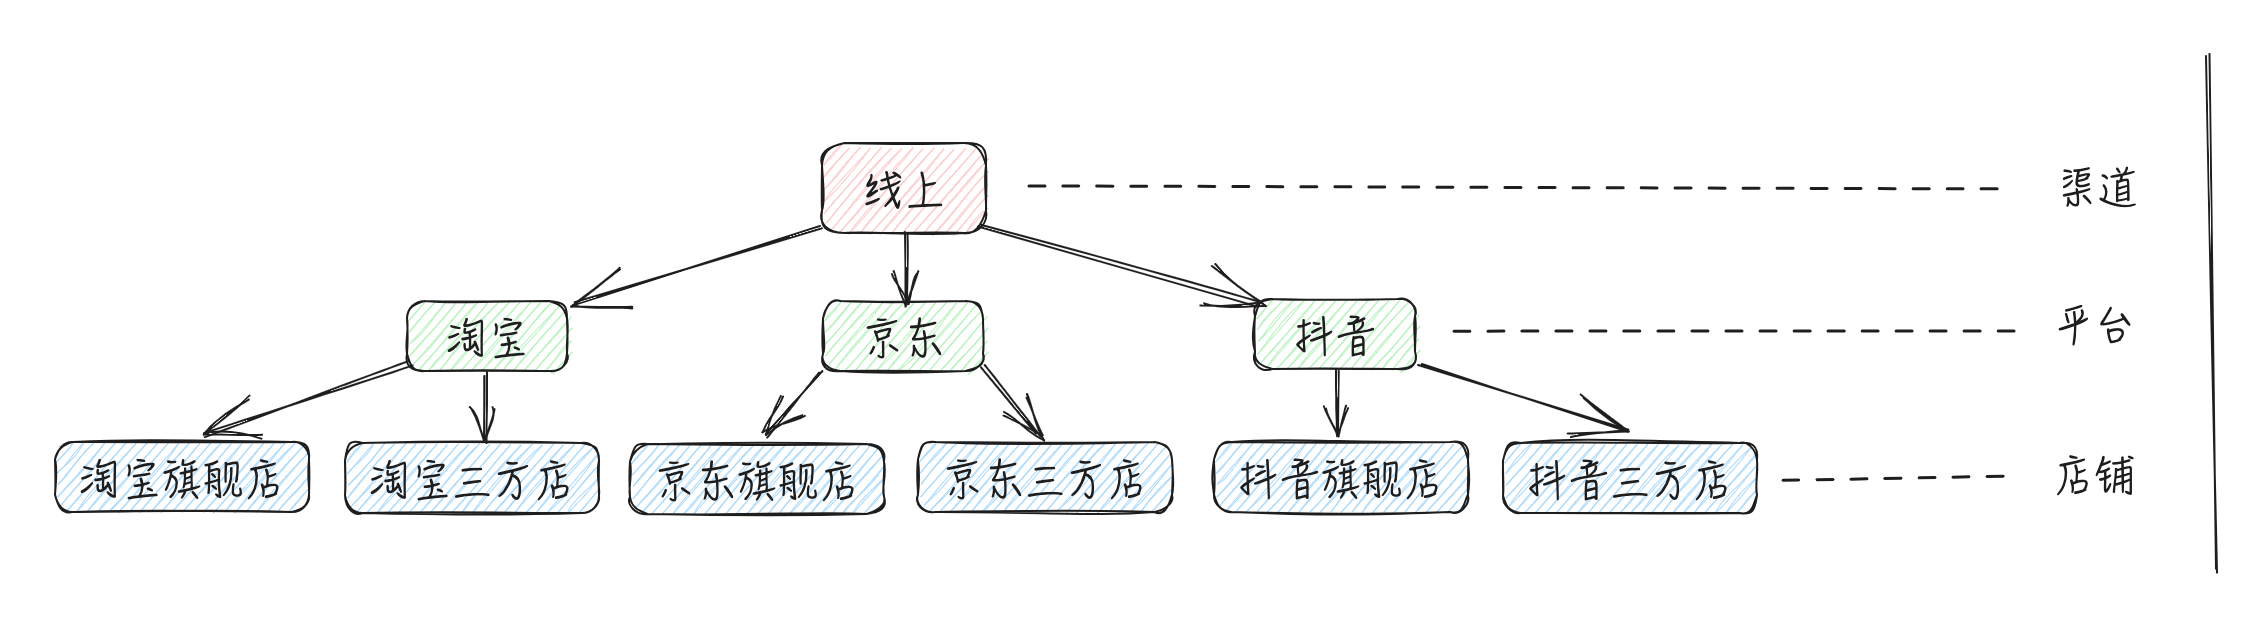 线上
渠道
淘宝
京东
抖音
平台
淘宝旗舰店
淘宝三方店
京东旗舰店
京东三方店
抖音旗舰店
抖音三方店
店铺